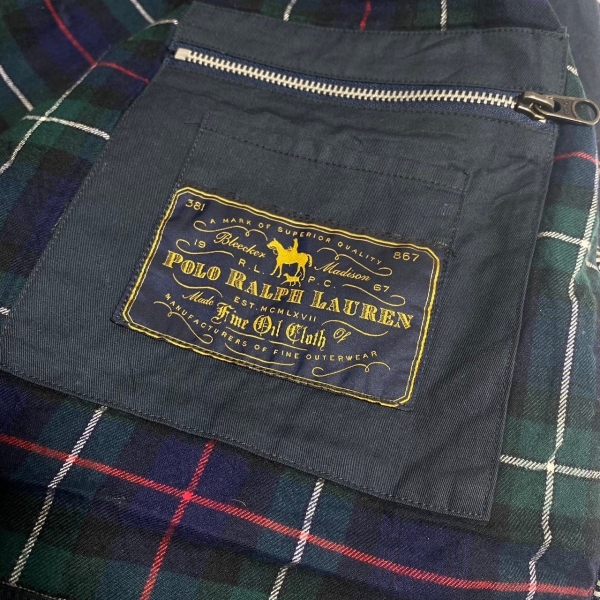 381
A MARK OF SUPERIOR QUALITY
867
Bleecker Madison
19 R.L. P.C. 67
POLO RALPH LAUREN
EST. MCMLXVII
Made Fine Oil Cloth Of
MANUFACTURERS OF FINE OUTERWEAR